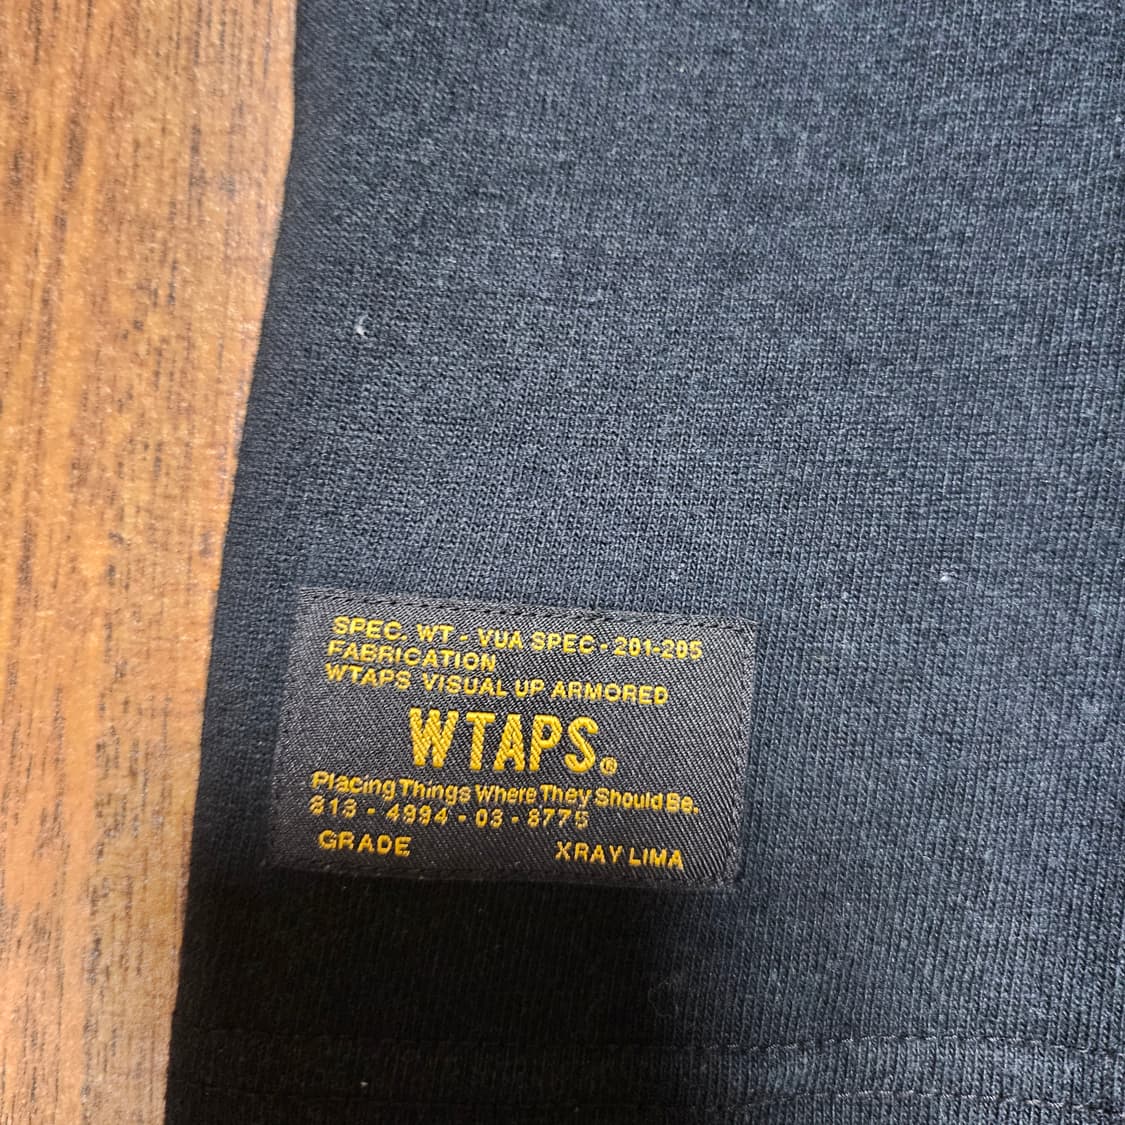 SPEC. WT - VUA SPEC - 201-205
FABRICATION
WTAPS VISUAL UP ARMORED
WTAPS®
Placing Things Where They Should Be.
813 - 4994 - 03 - 8775
GRADE XRAY LIMA